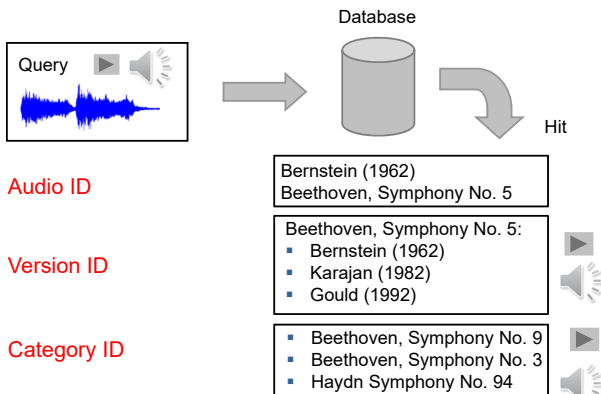 Database
Query
Hit
Audio ID
Bernstein (1962)
Beethoven, Symphony No. 5
Version ID
Beethoven, Symphony No. 5:
▪ Bernstein (1962)
▪ Karajan (1982)
▪ Gould (1992)
Category ID
▪ Beethoven, Symphony No. 9
▪ Beethoven, Symphony No. 3
▪ Haydn Symphony No. 94